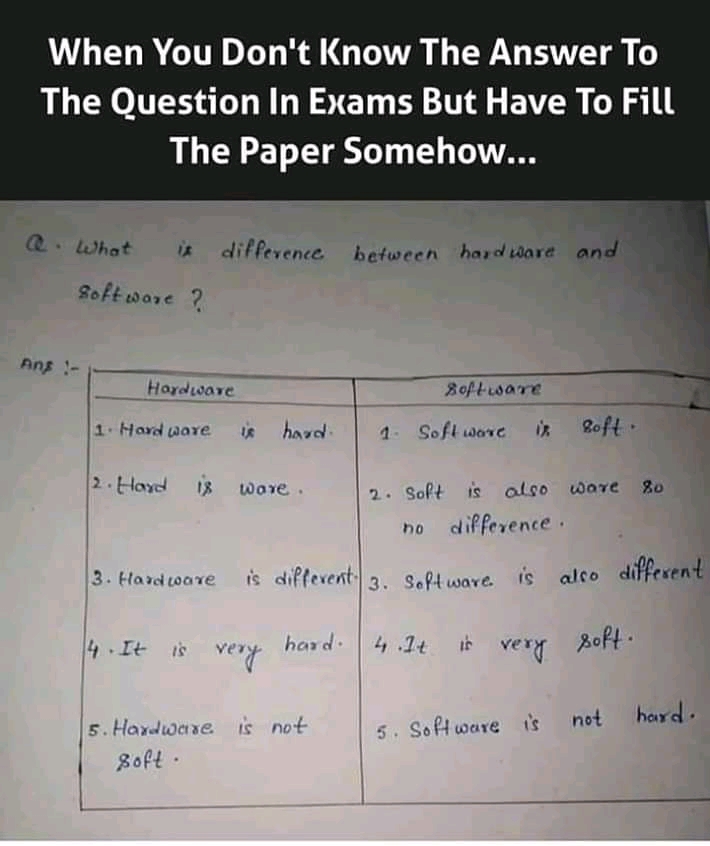 When You Don't Know The Answer To
The Question In Exams But Have To Fill
The Paper Somehow...
Q. What is difference between hardware and
Software ?
Ans :-
Hardware
Software
1. Hardware is hard.
1. Software is soft.
2. Hard is ware.
2. Soft is also ware so
no difference.
3. Hardware is different.
3. Software is also different
4. It is very hard.
4. It is very soft.
5. Hardware is not
soft.
5. Software is not hard.